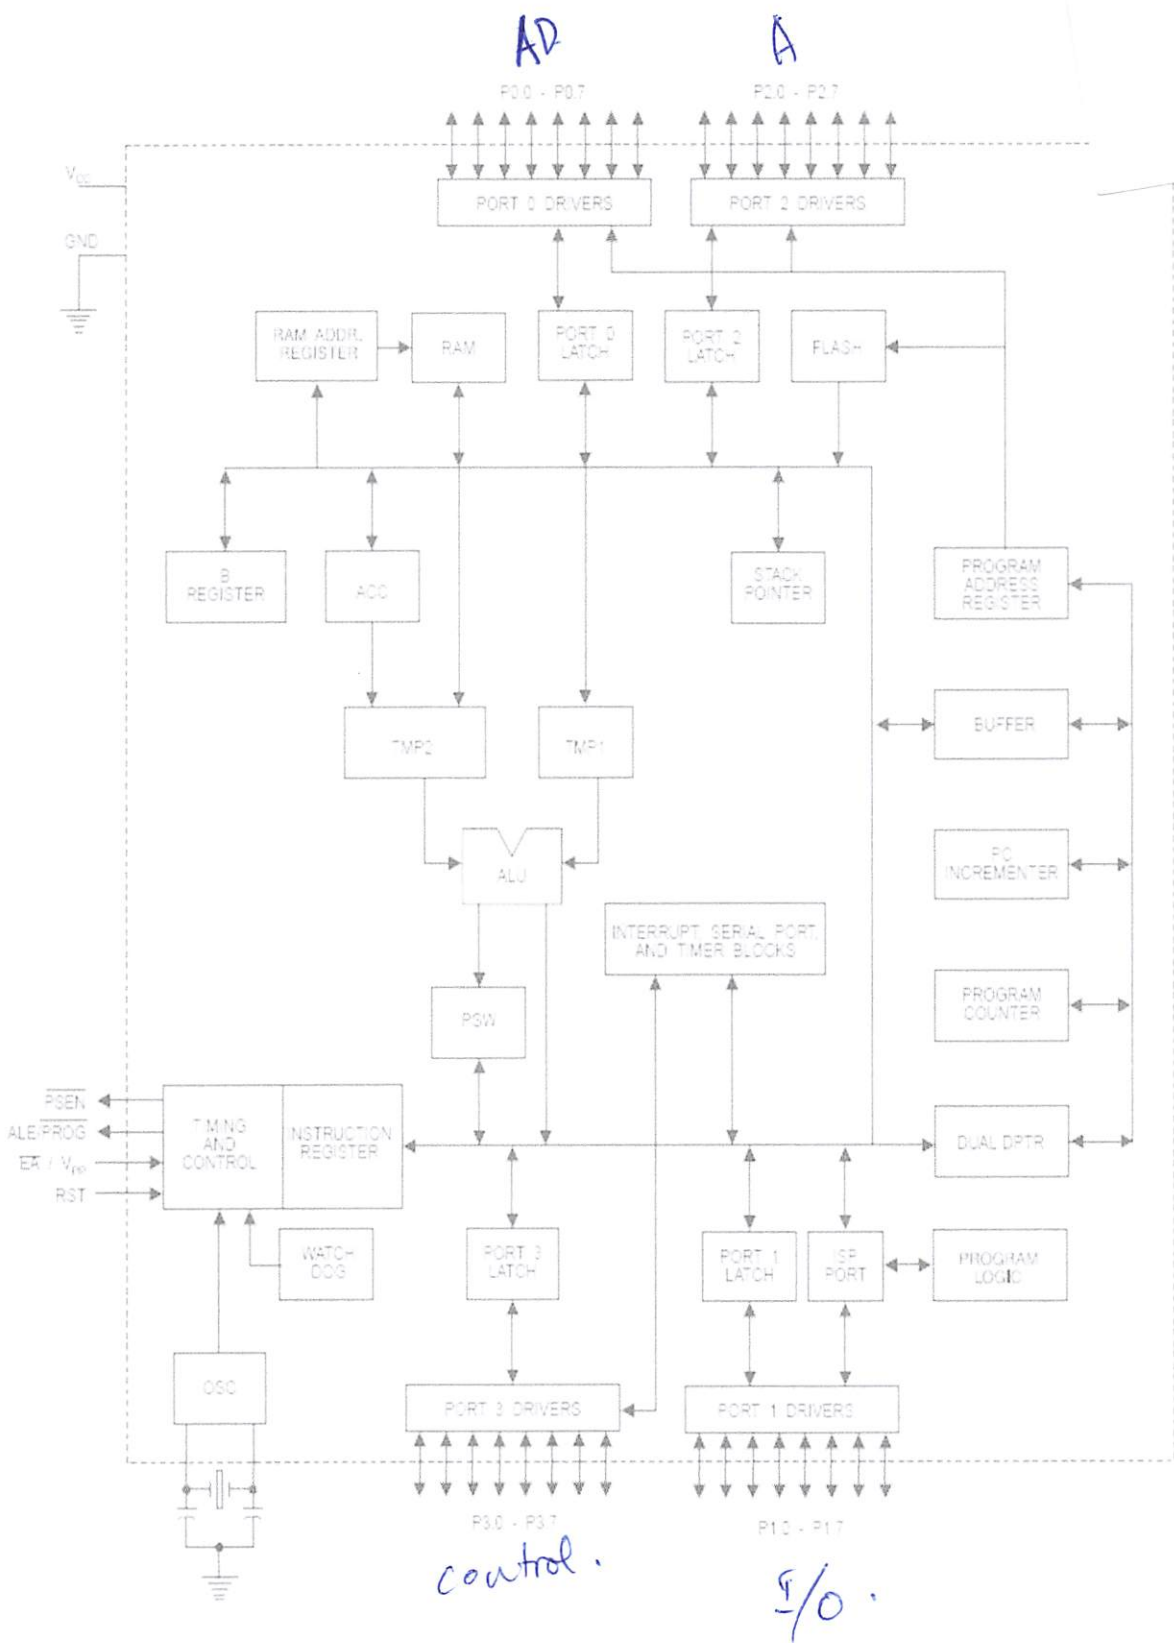 AD
A
P0.0 - P0.7
P2.0 - P2.7
VCC
GND
PORT 0 DRIVERS
PORT 2 DRIVERS
RAM ADDR.
REGISTER
RAM
PORT 0
LATCH
PORT 2
LATCH
FLASH
B
REGISTER
ACC
STACK
POINTER
PROGRAM
ADDRESS
REGISTER
TMP2
TMP1
BUFFER
ALU
PC
INCREMENTER
INTERRUPT, SERIAL PORT,
AND TIMER BLOCKS
PSW
PROGRAM
COUNTER
PSEN
ALE/PROG
EA / VPP
RST
TIMING
AND
CONTROL
INSTRUCTION
REGISTER
DUAL DPTR
WATCH
DOG
PORT 3
LATCH
PORT 1
LATCH
ISP
PORT
PROGRAM
LOGIC
OSC
PORT 3 DRIVERS
PORT 1 DRIVERS
P3.0 - P3.7
P1.0 - P1.7
control.
I/O.